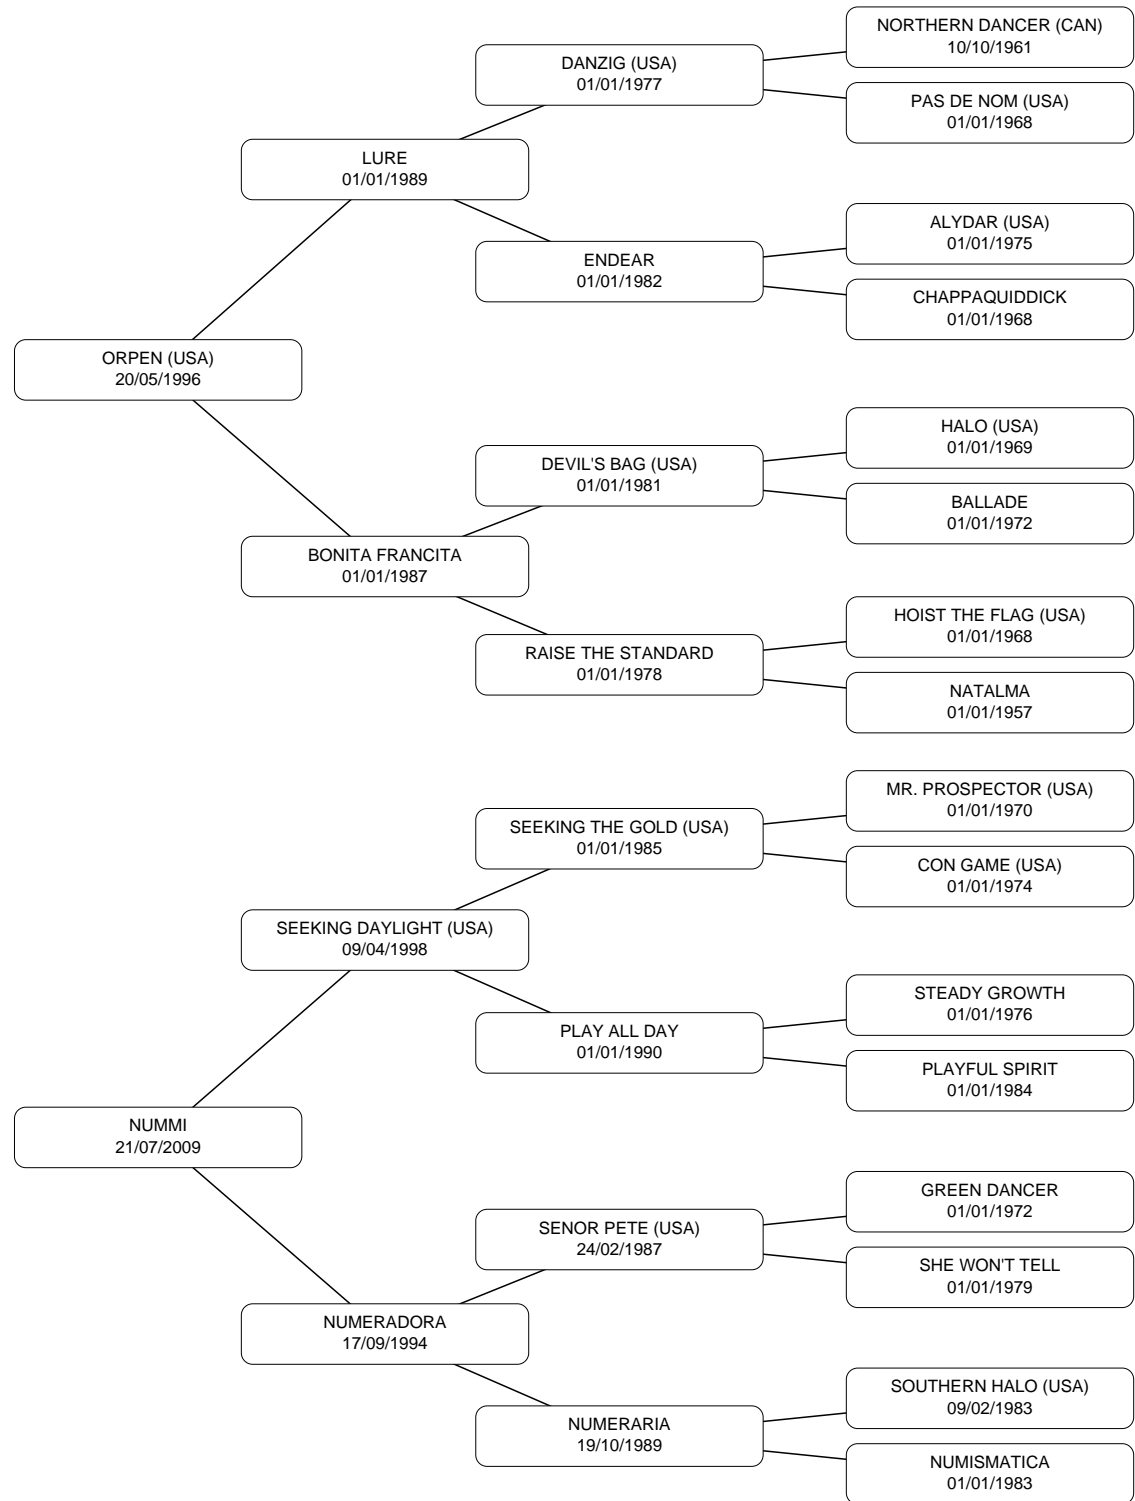 NORTHERN DANCER (CAN)
10/10/1961
DANZIG (USA)
01/01/1977
PAS DE NOM (USA)
01/01/1968
LURE
01/01/1989
ALYDAR (USA)
01/01/1975
ENDEAR
01/01/1982
CHAPPAQUIDDICK
01/01/1968
ORPEN (USA)
20/05/1996
HALO (USA)
01/01/1969
DEVIL'S BAG (USA)
01/01/1981
BALLADE
01/01/1972
BONITA FRANCITA
01/01/1987
HOIST THE FLAG (USA)
01/01/1968
RAISE THE STANDARD
01/01/1978
NATALMA
01/01/1957
MR. PROSPECTOR (USA)
01/01/1970
SEEKING THE GOLD (USA)
01/01/1985
CON GAME (USA)
01/01/1974
SEEKING DAYLIGHT (USA)
09/04/1998
STEADY GROWTH
01/01/1976
PLAY ALL DAY
01/01/1990
PLAYFUL SPIRIT
01/01/1984
NUMMI
21/07/2009
GREEN DANCER
01/01/1972
SENOR PETE (USA)
24/02/1987
SHE WON'T TELL
01/01/1979
NUMERADORA
17/09/1994
SOUTHERN HALO (USA)
09/02/1983
NUMERARIA
19/10/1989
NUMISMATICA
01/01/1983